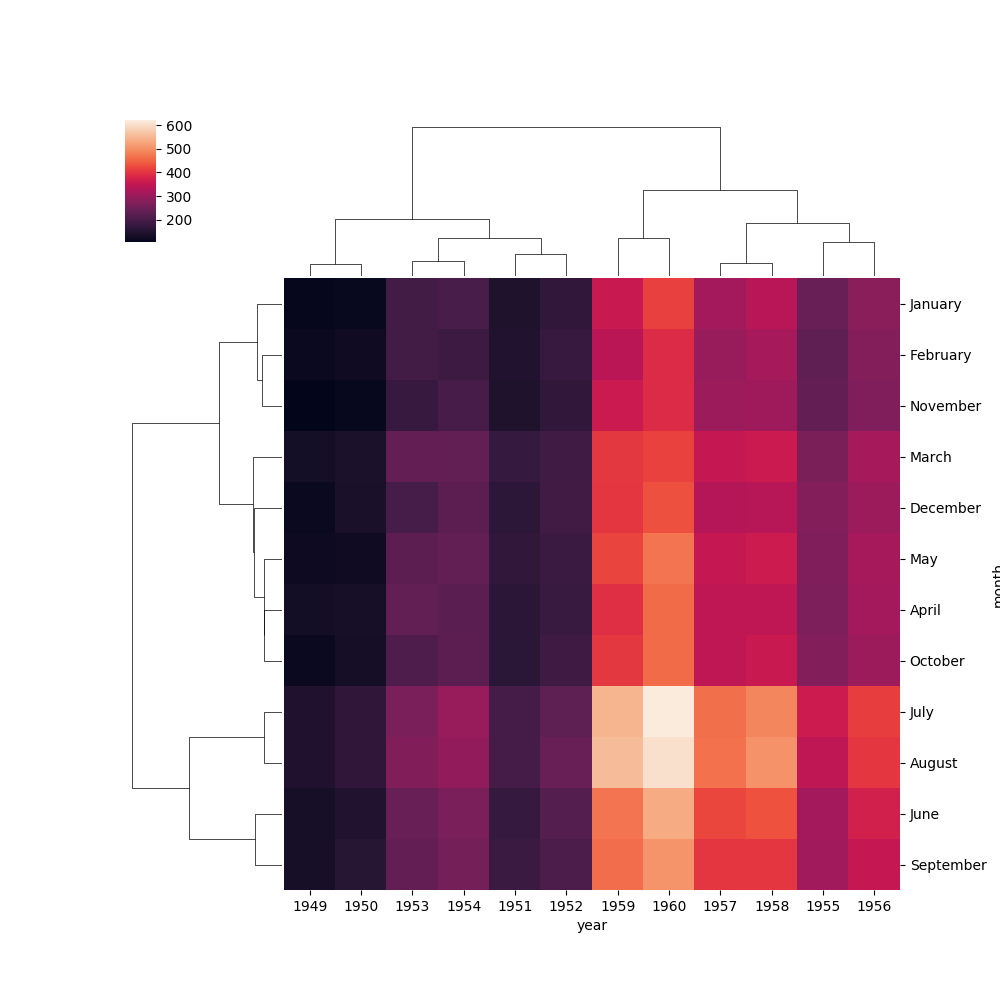 600
500
400
300
200
January
February
November
March
December
May
April
October
July
August
June
September
month
1949 1950 1953 1954 1951 1952 1959 1960 1957 1958 1955 1956
year